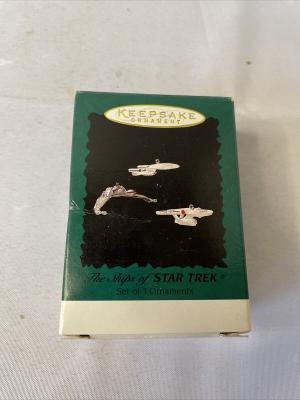 KEEPSAKE
ORNAMENT
The Ships of STAR TREK®
Set of 3 Ornaments